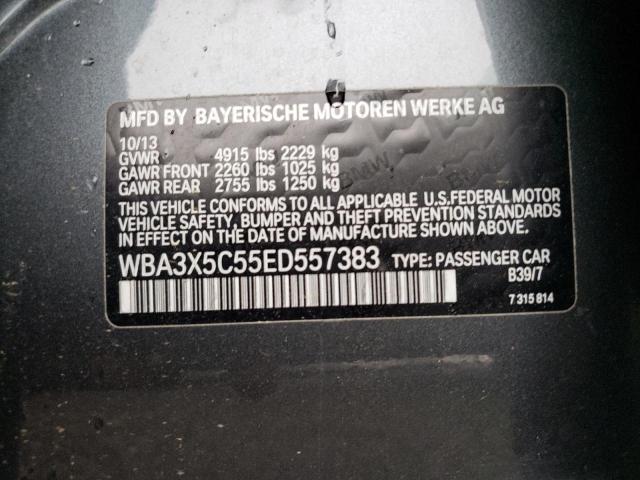 MFD BY BAYERISCHE MOTOREN WERKE AG
10/13
GVWR 4915 lbs 2229 kg
GAWR FRONT 2260 lbs 1025 kg
GAWR REAR 2755 lbs 1250 kg
THIS VEHICLE CONFORMS TO ALL APPLICABLE U.S.FEDERAL MOTOR
VEHICLE SAFETY, BUMPER AND THEFT PREVENTION STANDARDS
IN EFFECT ON THE DATE OF MANUFACTURE SHOWN ABOVE.
WBA3X5C55ED557383 TYPE: PASSENGER CAR
B39/7
7 315 814